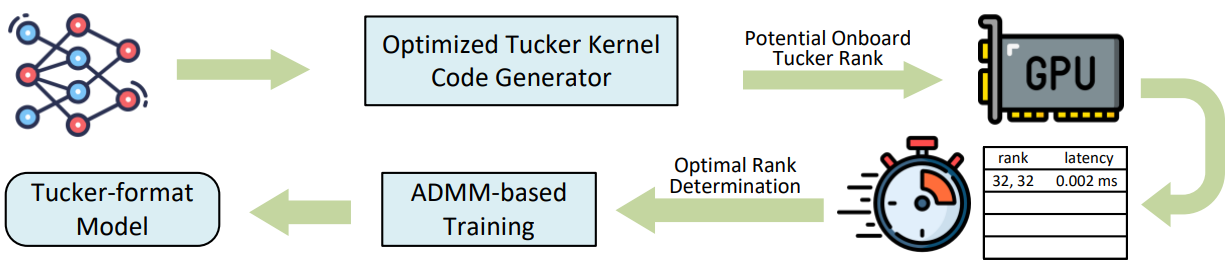 Optimized Tucker Kernel
Code Generator
Potential Onboard
Tucker Rank
GPU
rank latency
32, 32 0.002 ms
Optimal Rank
Determination
ADMM-based
Training
Tucker-format
Model